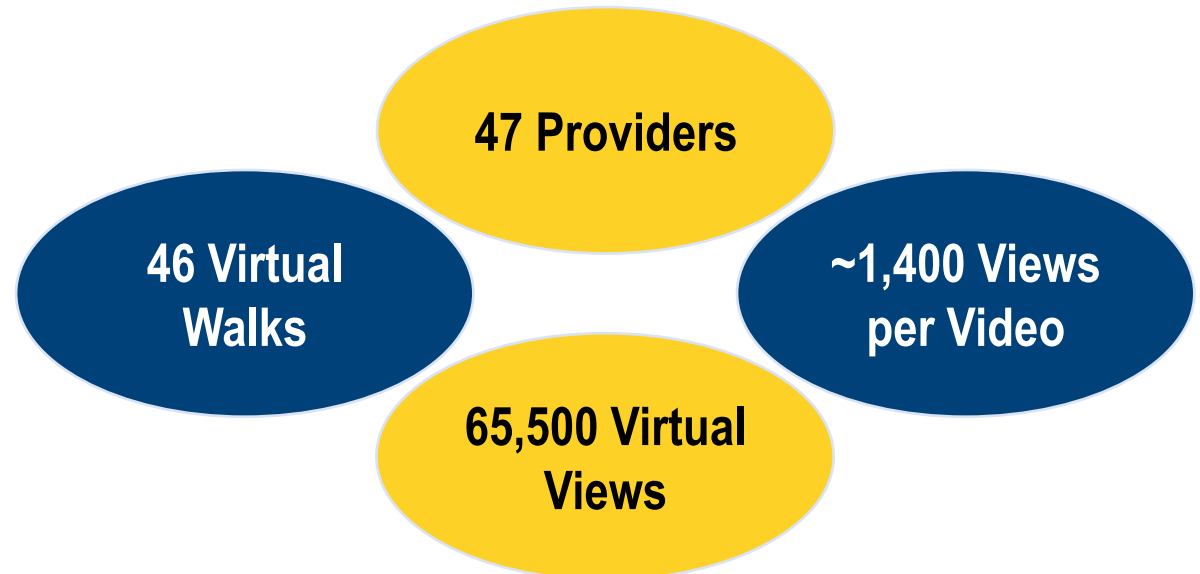 47 Providers
46 Virtual
Walks
~1,400 Views
per Video
65,500 Virtual
Views